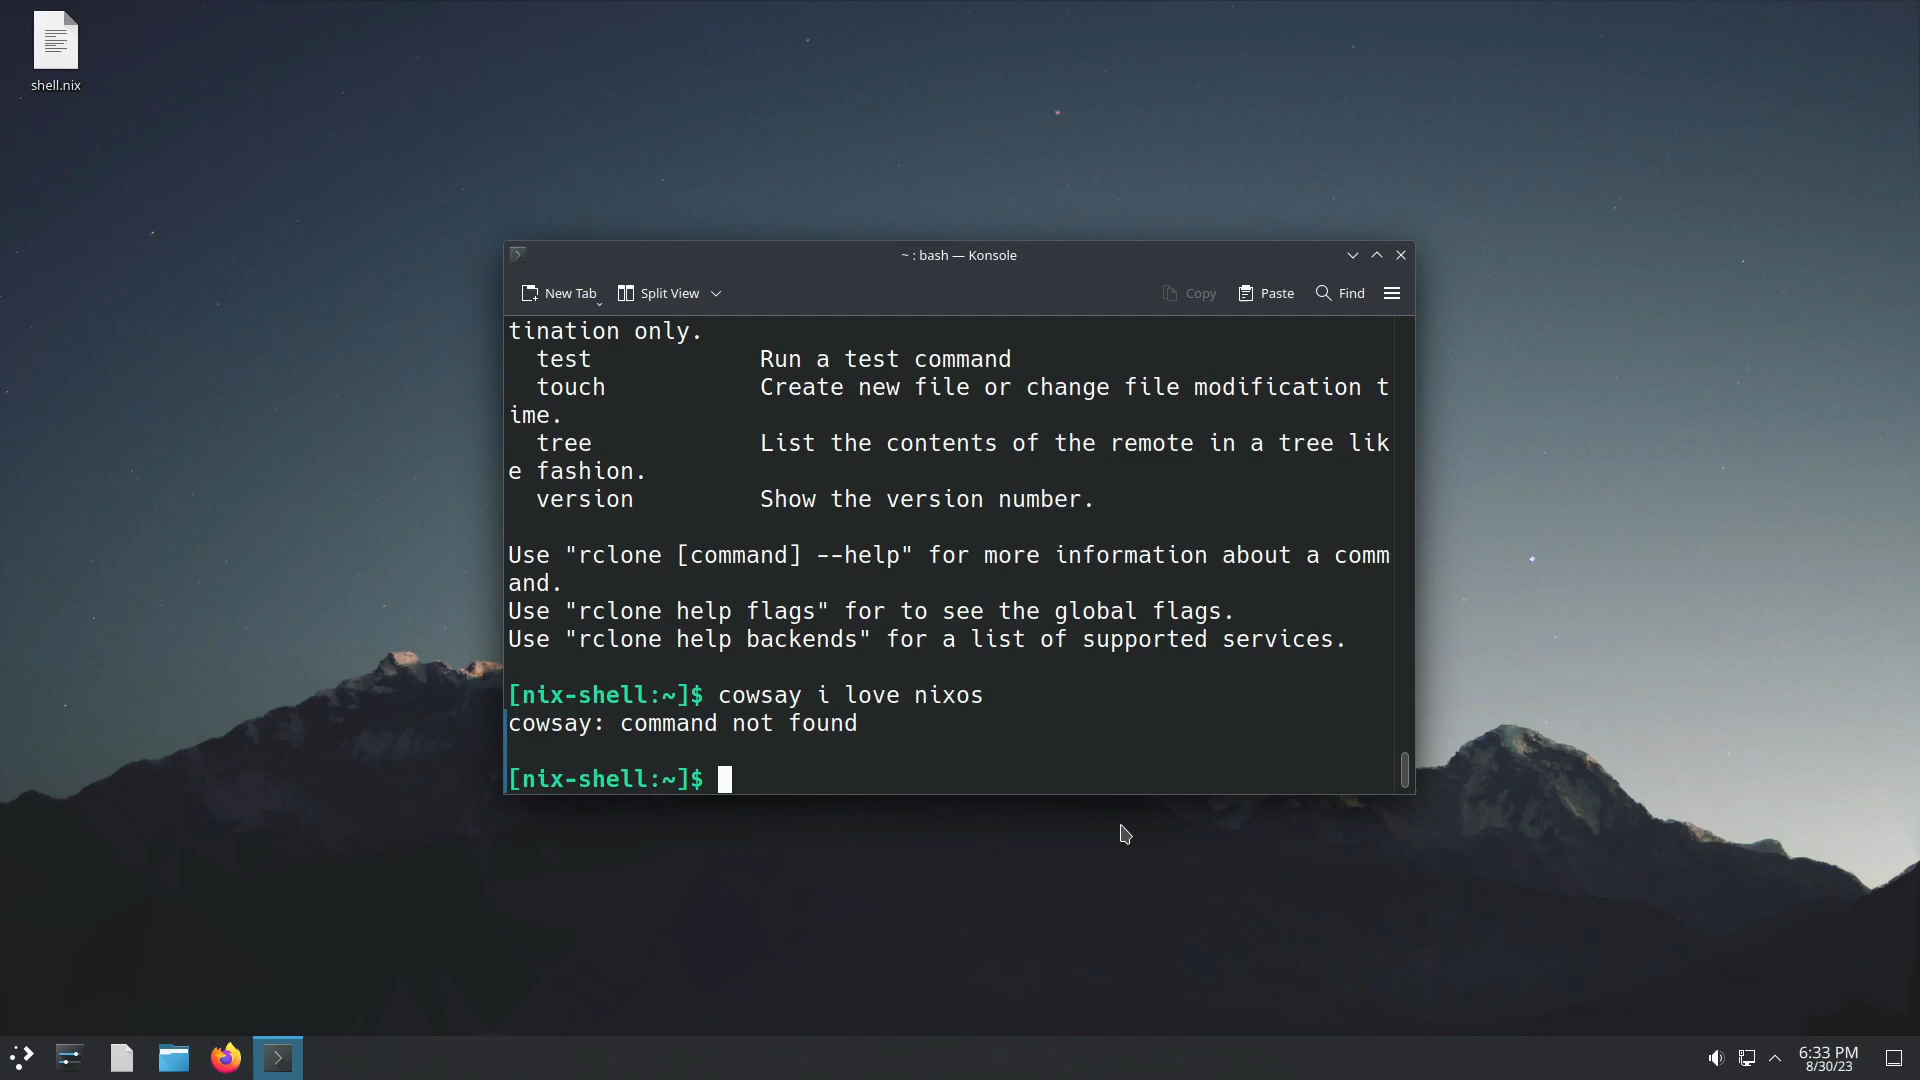 shell.nix
~ : bash — Konsole
New Tab
Split View
Copy
Paste
Find
tination only.
test Run a test command
touch Create new file or change file modification t
ime.
tree List the contents of the remote in a tree lik
e fashion.
version Show the version number.
Use "rclone [command] --help" for more information about a comm
and.
Use "rclone help flags" for to see the global flags.
Use "rclone help backends" for a list of supported services.
[nix-shell:~]$ cowsay i love nixos
cowsay: command not found
[nix-shell:~]$
6:33 PM
8/30/23